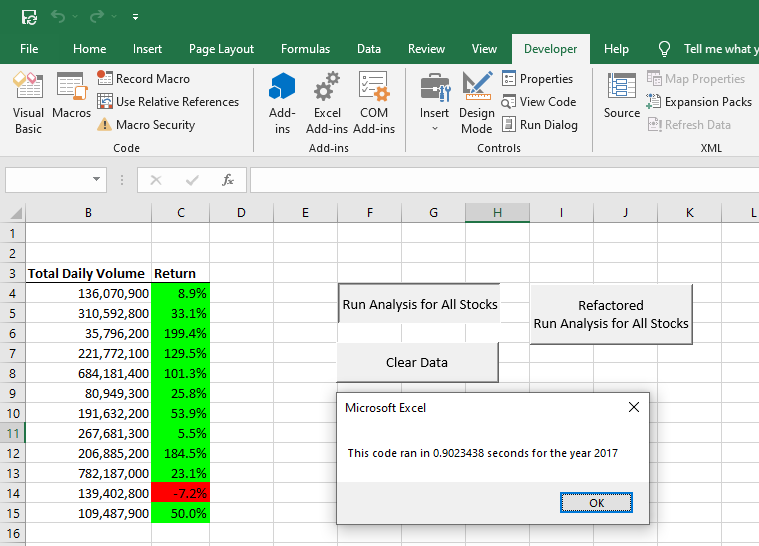 File Home Insert Page Layout Formulas Data Review View Developer Help Tell me what y
Visual Basic
Macros
Record Macro
Use Relative References
Macro Security
Code
Add-ins
Excel Add-ins
COM Add-ins
Add-ins
Insert
Design Mode
Properties
View Code
Run Dialog
Controls
Source
Map Properties
Expansion Packs
Refresh Data
XML
fx
B C D E F G H I J K L
1
2
3 Total Daily Volume Return
4 136,070,900 8.9%
5 310,592,800 33.1%
6 35,796,200 199.4%
7 221,772,100 129.5%
8 684,181,400 101.3%
9 80,949,300 25.8%
10 191,632,200 53.9%
11 267,681,300 5.5%
12 206,885,200 184.5%
13 782,187,000 23.1%
14 139,402,800 -7.2%
15 109,487,900 50.0%
16
Run Analysis for All Stocks
Refactored
Run Analysis for All Stocks
Clear Data
Microsoft Excel
This code ran in 0.9023438 seconds for the year 2017
OK